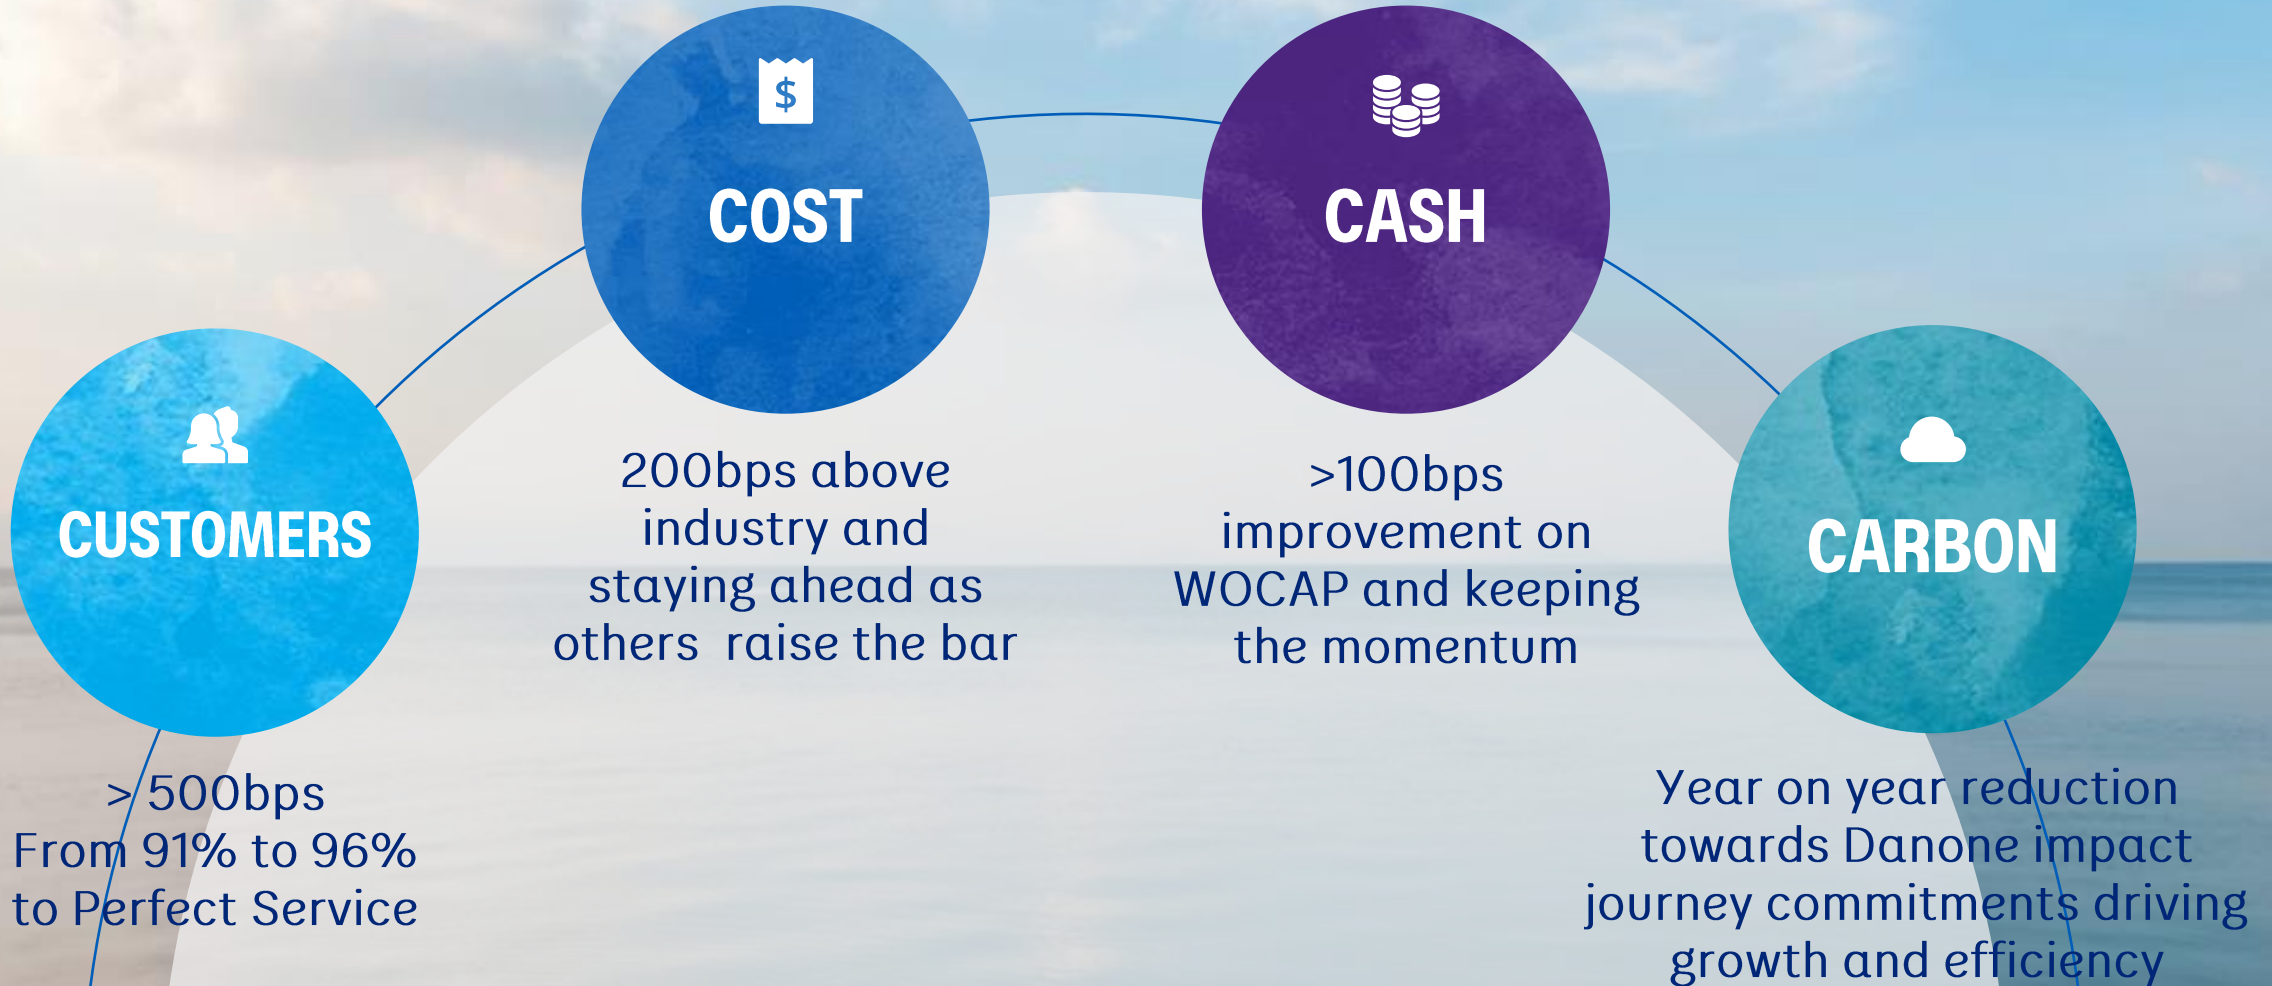 CUSTOMERS
> 500bps
From 91% to 96%
to Perfect Service
$
COST
200bps above
industry and
staying ahead as
others  raise the bar
CASH
>100bps
improvement on
WOCAP and keeping
the momentum
CARBON
Year on year reduction
towards Danone impact
journey commitments driving
growth and efficiency